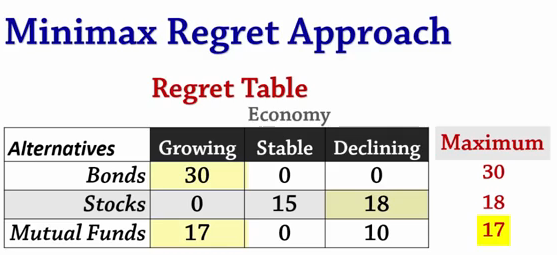 Minimax Regret Approach
Regret Table
Economy
Alternatives Growing Stable Declining Maximum
Bonds 30 0 0 30
Stocks 0 15 18 18
Mutual Funds 17 0 10 17